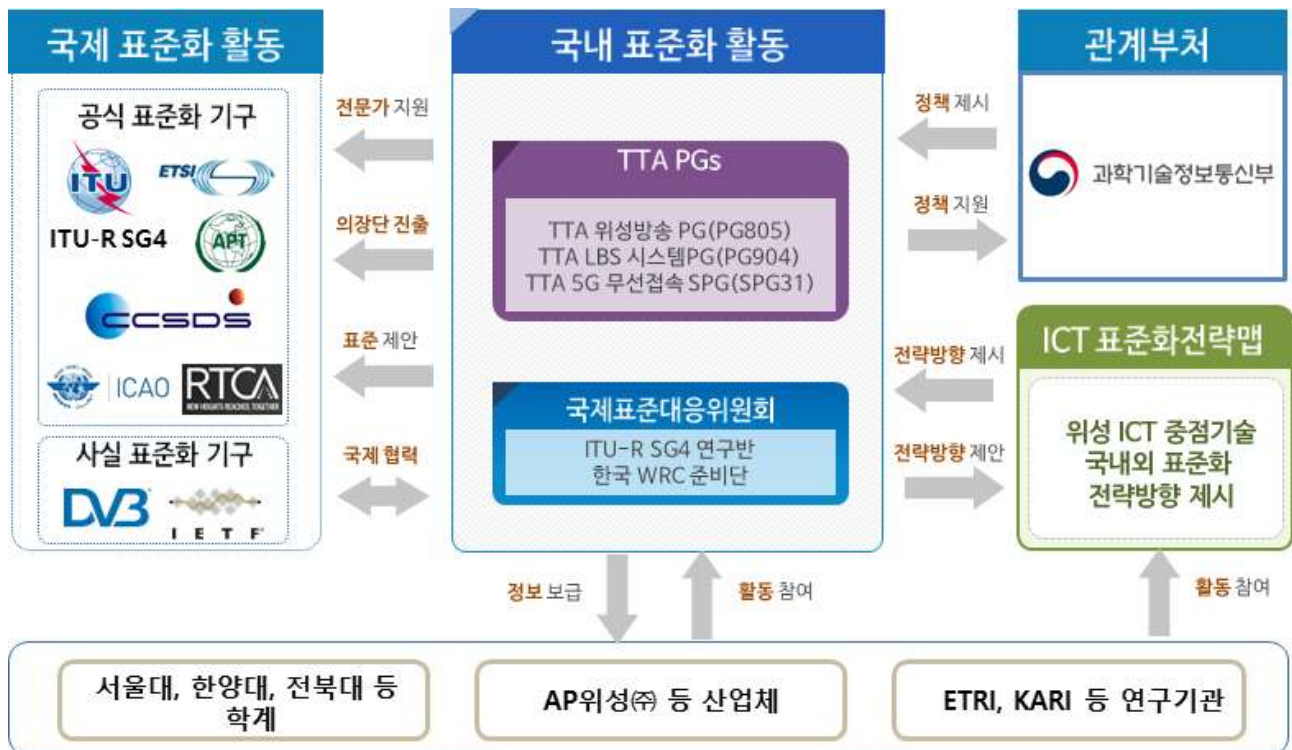 국제 표준화 활동
공식 표준화 기구
ITU
ETSI
ITU-R SG4
APT
CCSDS
ICAO
RTCA
NEW HEIGHTS REACHED, TOGETHER
사실 표준화 기구
DVB
IETF
전문가 지원
의장단 진출
표준 제안
국제 협력
국내 표준화 활동
TTA PGs
TTA 위성방송 PG(PG805)
TTA LBS 시스템PG(PG904)
TTA 5G 무선접속 SPG(SPG31)
국제표준대응위원회
ITU-R SG4 연구반
한국 WRC 준비단
정책 제시
정책 지원
전략방향 제시
전략방향 제안
관계부처
과학기술정보통신부
ICT 표준화전략맵
위성 ICT 중점기술
국내외 표준화
전략방향 제시
정보 보급
활동 참여
활동 참여
서울대, 한양대, 전북대 등
학계
AP위성㈜ 등 산업체
ETRI, KARI 등 연구기관